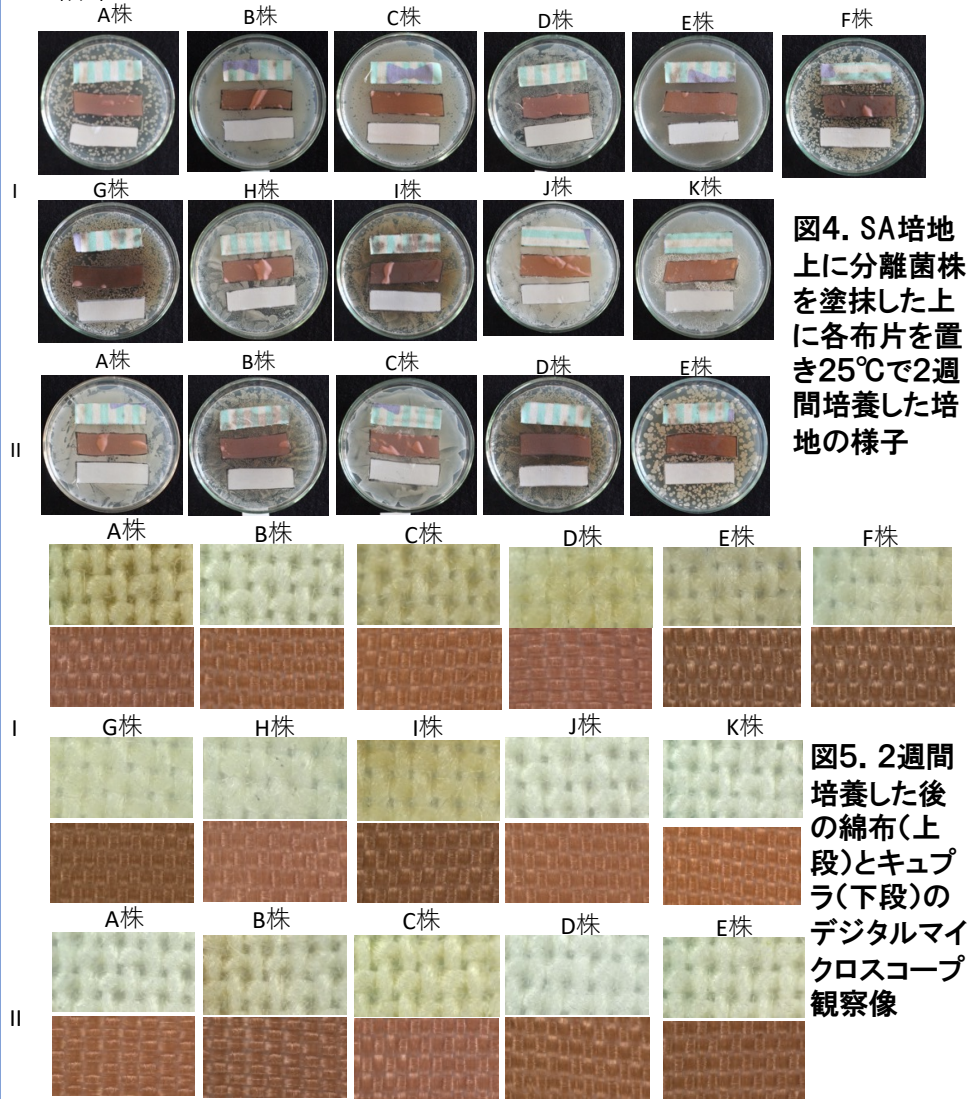 A株 B株 C株 D株 E株 F株
I
G株 H株 I株 J株 K株
図4. SA培地
上に分離菌株
を塗抹した上
に各布片を置
き25℃で2週
間培養した培
地の様子
A株 B株 C株 D株 E株
II
A株 B株 C株 D株 E株 F株
I
G株 H株 I株 J株 K株
図5. 2週間
培養した後
の綿布(上
段)とキュプ
ラ(下段)の
デジタルマイ
クロスコープ
観察像
A株 B株 C株 D株 E株
II